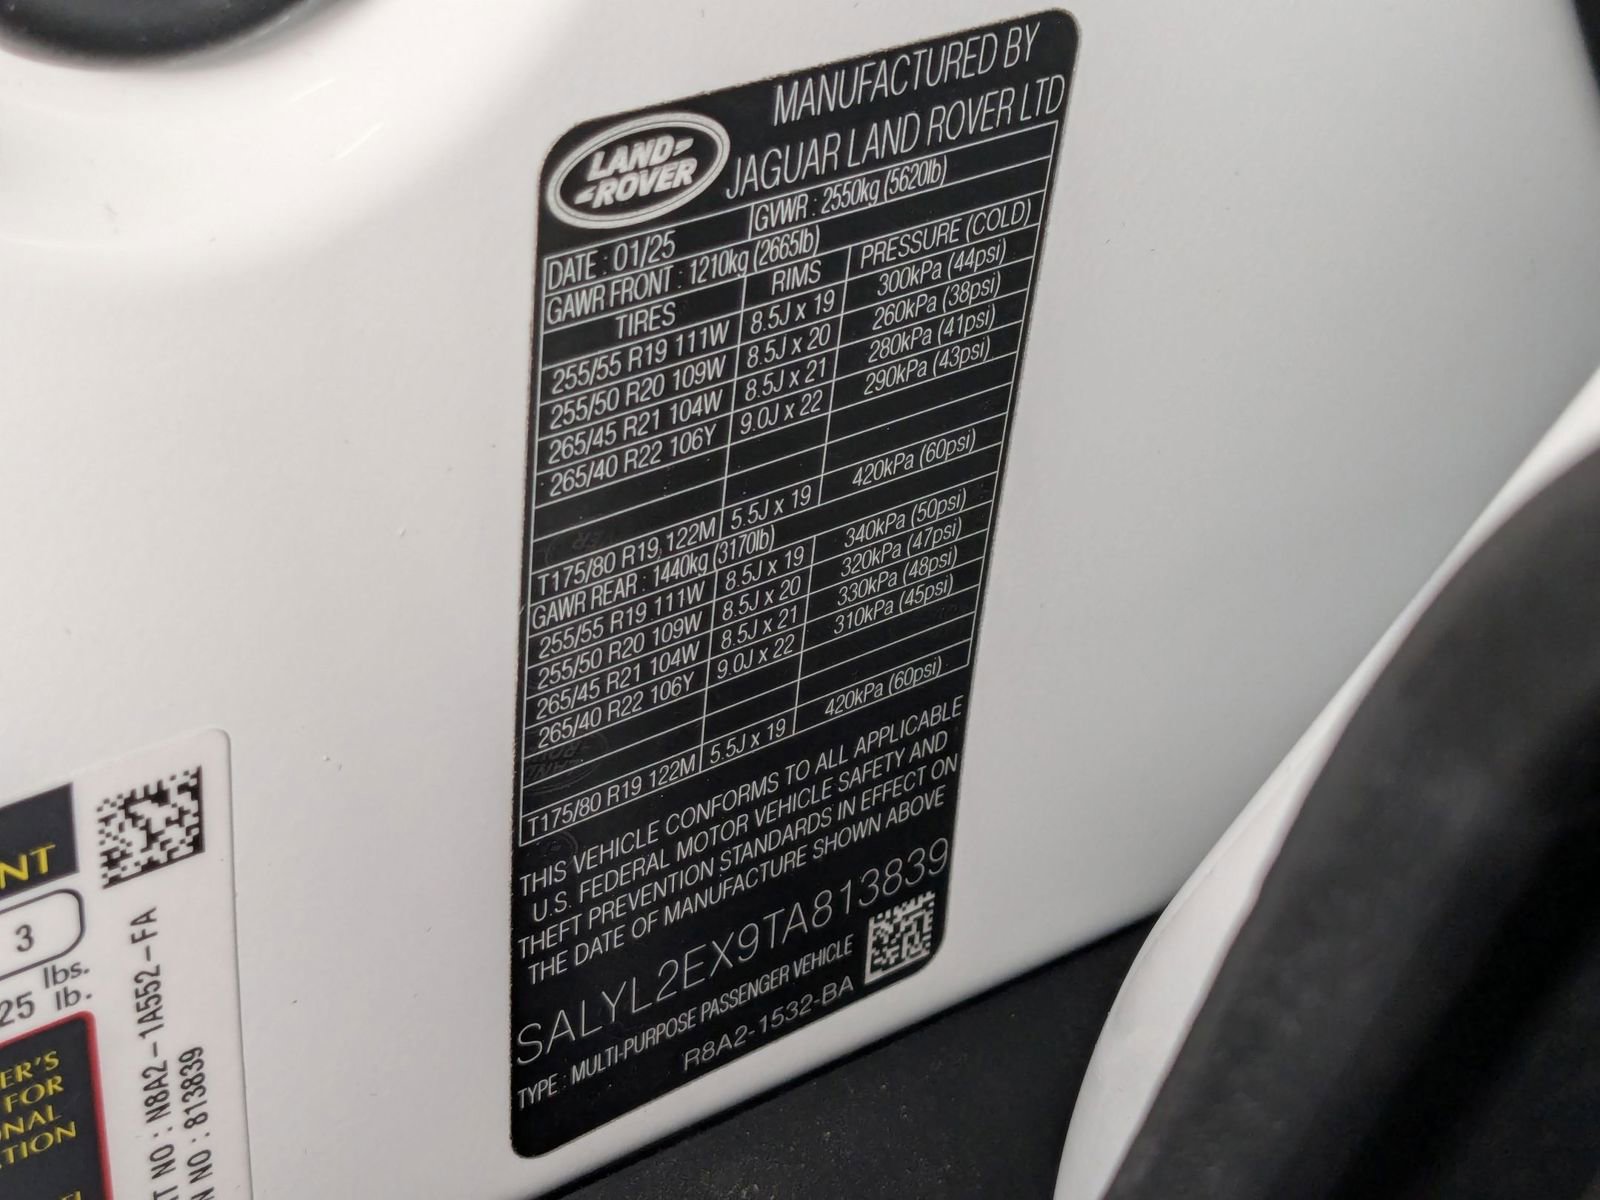 LAND
ROVER
MANUFACTURED BY
JAGUAR LAND ROVER LTD
DATE : 01/25 GVWR : 2550kg (5620lb)
GAWR FRONT : 1210kg (2665lb)
TIRES RIMS PRESSURE (COLD)
255/55 R19 111W 8.5J x 19 300kPa (44psi)
255/50 R20 109W 8.5J x 20 260kPa (38psi)
265/45 R21 104W 8.5J x 21 280kPa (41psi)
265/40 R22 106Y 9.0J x 22 290kPa (43psi)
T175/80 R19 122M 5.5J x 19 420kPa (60psi)
GAWR REAR : 1440kg (3170lb)
255/55 R19 111W 8.5J x 19 340kPa (50psi)
255/50 R20 109W 8.5J x 20 320kPa (47psi)
265/45 R21 104W 8.5J x 21 330kPa (48psi)
265/40 R22 106Y 9.0J x 22 310kPa (45psi)
T175/80 R19 122M 5.5J x 19 420kPa (60psi)
THIS VEHICLE CONFORMS TO ALL APPLICABLE
U.S. FEDERAL MOTOR VEHICLE SAFETY AND
THEFT PREVENTION STANDARDS IN EFFECT ON
THE DATE OF MANUFACTURE SHOWN ABOVE
SALYL2EX9TA813839
TYPE : MULTI-PURPOSE PASSENGER VEHICLE
R8A2-1532-BA
NT
3
lbs.
25 lb.
ER'S
FOR
NAL
TION
T NO : N8A2-1A552-FA
N NO : 813839